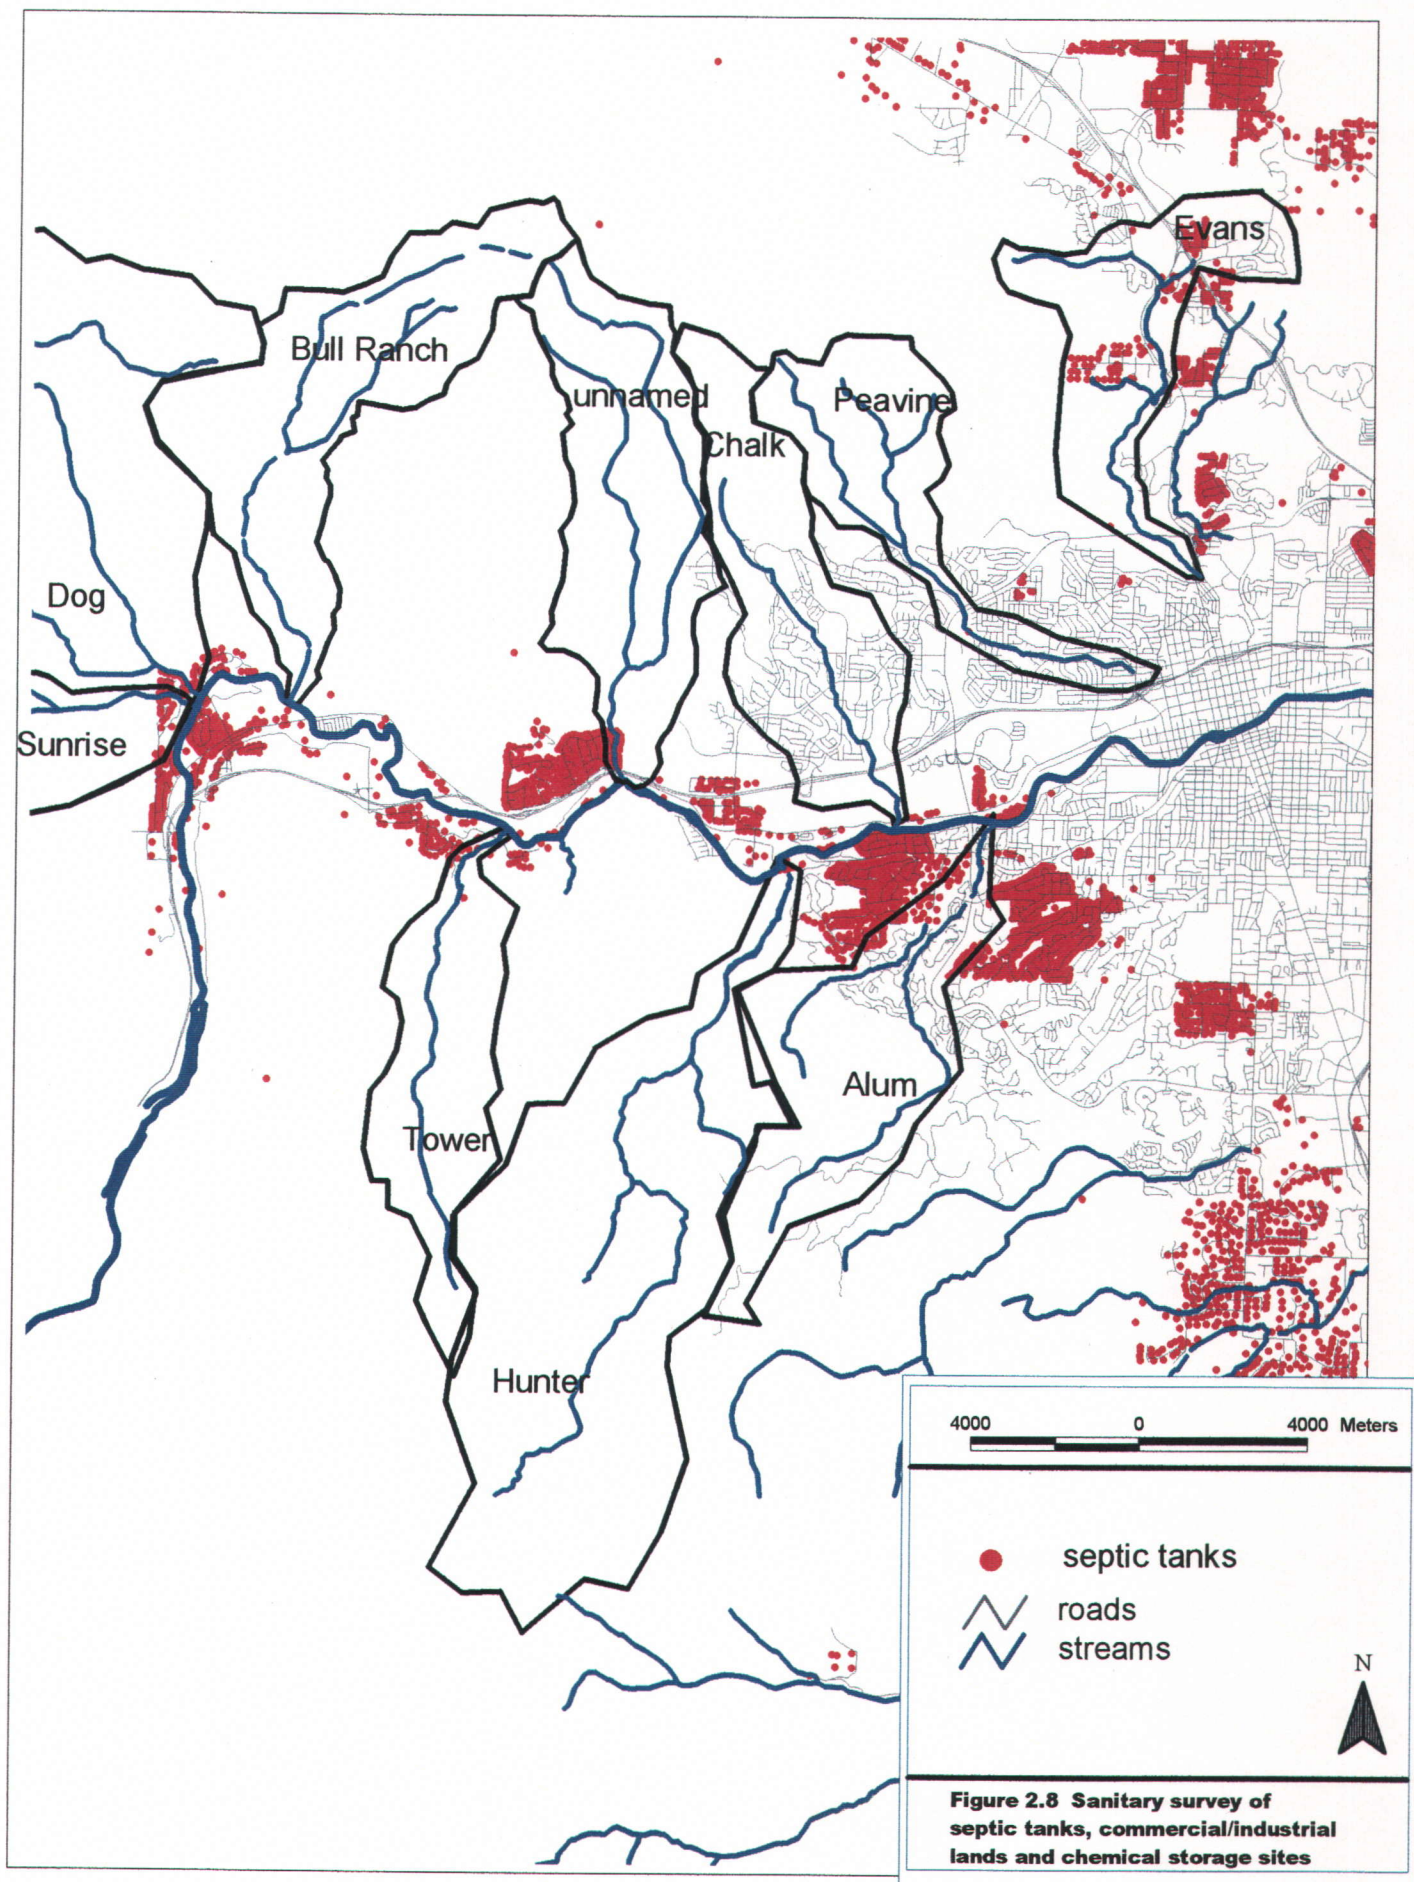 Evans
Bull Ranch
unnamed
Peavine
Chalk
Dog
Sunrise
Alum
Tower
Hunter
4000 0 4000 Meters
septic tanks
roads
streams
N
Figure 2.8 Sanitary survey of
septic tanks, commercial/industrial
lands and chemical storage sites